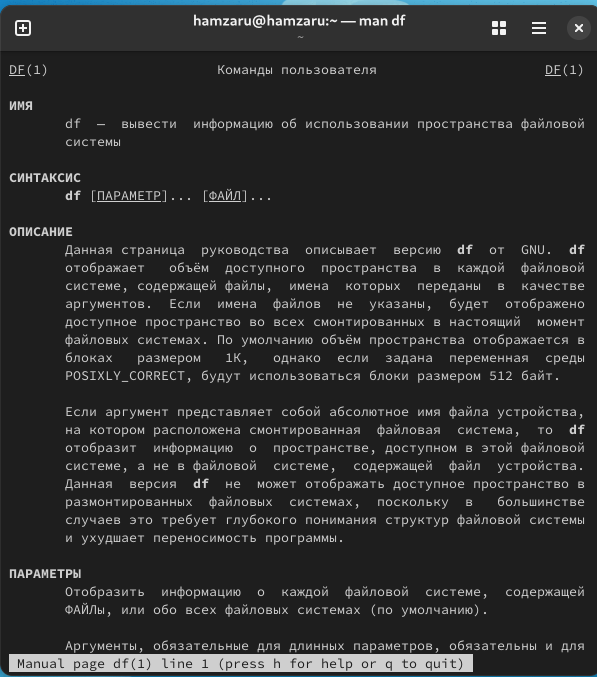 hamzaru@hamzaru:~ — man df
~
DF(1) Команды пользователя DF(1)
ИМЯ
df — вывести информацию об использовании пространства файловой
системы
СИНТАКСИС
df [ПАРАМЕТР]... [ФАЙЛ]...
ОПИСАНИЕ
Данная страница руководства описывает версию df от GNU. df
отображает объём доступного пространства в каждой файловой
системе, содержащей файлы, имена которых переданы в качестве
аргументов. Если имена файлов не указаны, будет отображено
доступное пространство во всех смонтированных в настоящий момент
файловых системах. По умолчанию объём пространства отображается в
блоках размером 1K, однако если задана переменная среды
POSIXLY_CORRECT, будут использоваться блоки размером 512 байт.
Если аргумент представляет собой абсолютное имя файла устройства,
на котором расположена смонтированная файловая система, то df
отобразит информацию о пространстве, доступном в этой файловой
системе, а не в файловой системе, содержащей файл устройства.
Данная версия df не может отображать доступное пространство в
размонтированных файловых системах, поскольку в большинстве
случаев это требует глубокого понимания структур файловой системы
и ухудшает переносимость программы.
ПАРАМЕТРЫ
Отобразить информацию о каждой файловой системе, содержащей
ФАЙЛы, или обо всех файловых системах (по умолчанию).
Аргументы, обязательные для длинных параметров, обязательны и для
Manual page df(1) line 1 (press h for help or q to quit)